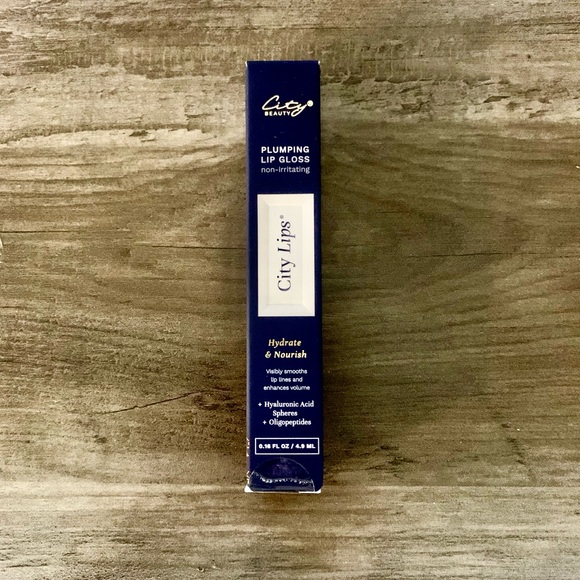 City®
BEAUTY
PLUMPING
LIP GLOSS
non-irritating
City Lips®
Hydrate
& Nourish
Visibly smooths
lip lines and
enhances volume
+ Hyaluronic Acid
Spheres
+ Oligopeptides
0.16 FL OZ / 4.9 ML